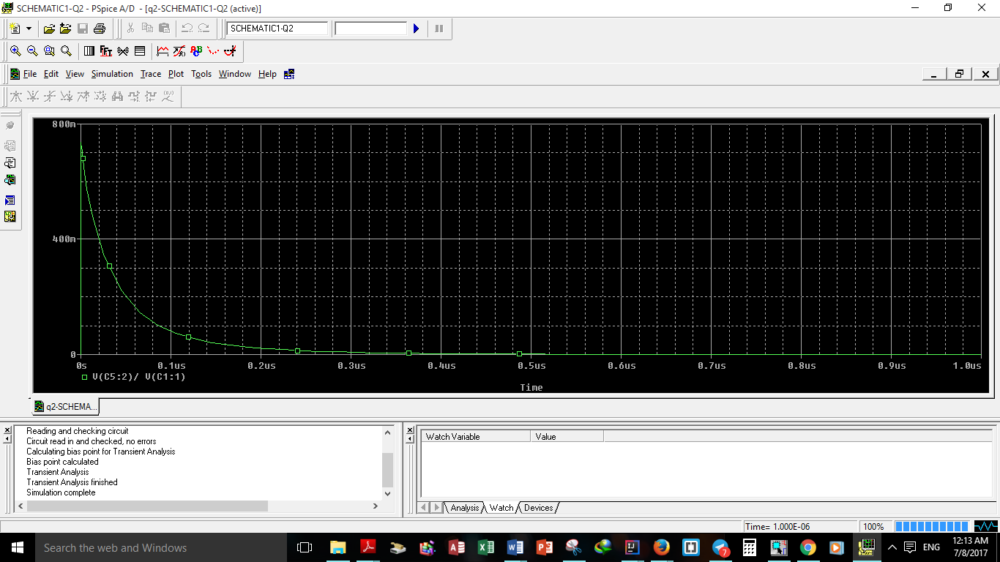 SCHEMATIC1-Q2 - PSpice A/D - [q2-SCHEMATIC1-Q2 (active)]
SCHEMATIC1-Q2
File Edit View Simulation Trace Plot Tools Window Help
800m
400m
0
0s 0.1us 0.2us 0.3us 0.4us 0.5us 0.6us 0.7us 0.8us 0.9us 1.0us
V(C5:2)/ V(C1:1)
Time
q2-SCHEMA...
Reading and checking circuit
Circuit read in and checked, no errors
Calculating bias point for Transient Analysis
Bias point calculated
Transient Analysis
Transient Analysis finished
Simulation complete
Watch Variable Value
Analysis Watch Devices
Time= 1.000E-06 100%
Search the web and Windows
7
ENG
12:13 AM
7/8/2017